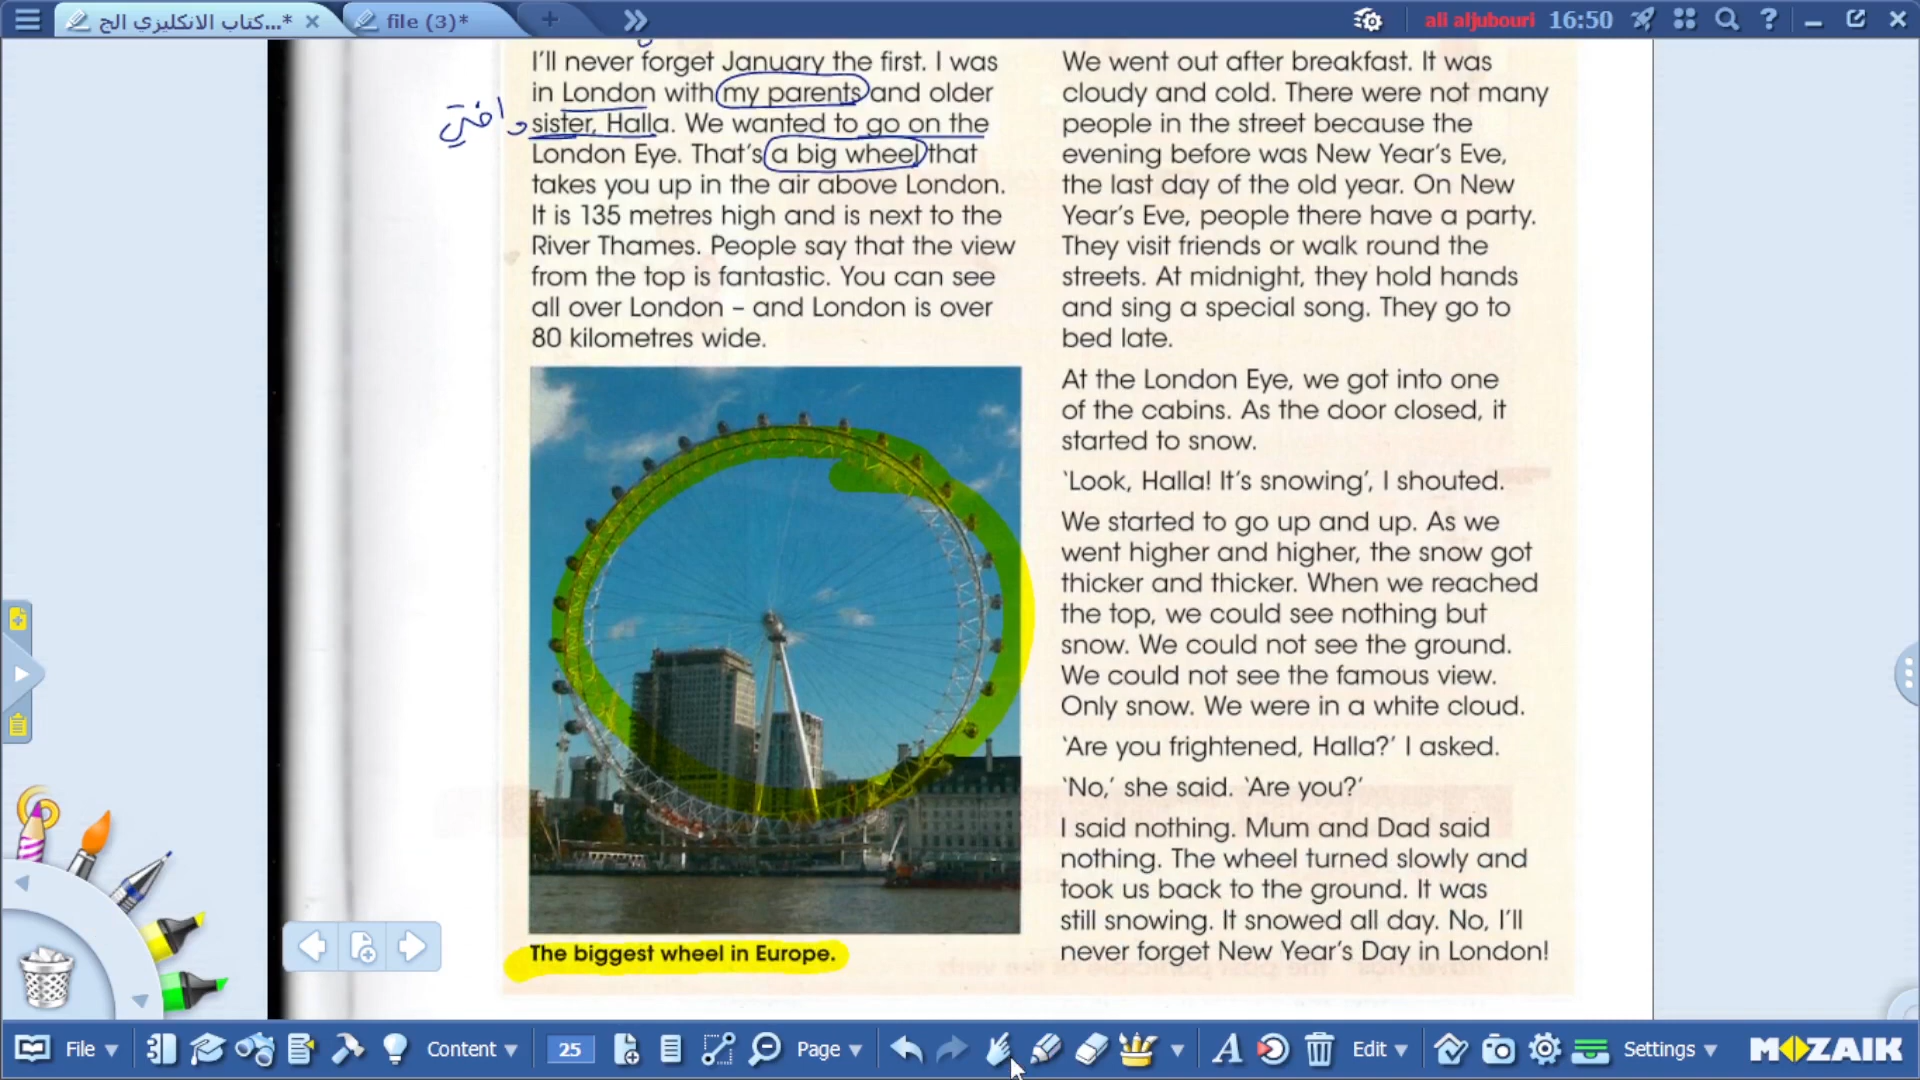 كتاب الانكليزي الج...*
file (3)*
ali aljubouri 16:50
I'll never forget January the first. I was
in London with my parents and older
sister, Halla. We wanted to go on the
London Eye. That's a big wheel that
takes you up in the air above London.
It is 135 metres high and is next to the
River Thames. People say that the view
from the top is fantastic. You can see
all over London – and London is over
80 kilometres wide.
The biggest wheel in Europe.
We went out after breakfast. It was
cloudy and cold. There were not many
people in the street because the
evening before was New Year's Eve,
the last day of the old year. On New
Year's Eve, people there have a party.
They visit friends or walk round the
streets. At midnight, they hold hands
and sing a special song. They go to
bed late.
At the London Eye, we got into one
of the cabins. As the door closed, it
started to snow.
'Look, Halla! It's snowing', I shouted.
We started to go up and up. As we
went higher and higher, the snow got
thicker and thicker. When we reached
the top, we could see nothing but
snow. We could not see the ground.
We could not see the famous view.
Only snow. We were in a white cloud.
'Are you frightened, Halla?' I asked.
'No,' she said. 'Are you?'
I said nothing. Mum and Dad said
nothing. The wheel turned slowly and
took us back to the ground. It was
still snowing. It snowed all day. No, I'll
never forget New Year's Day in London!
File Content 25 Page Edit Settings MOZAIK